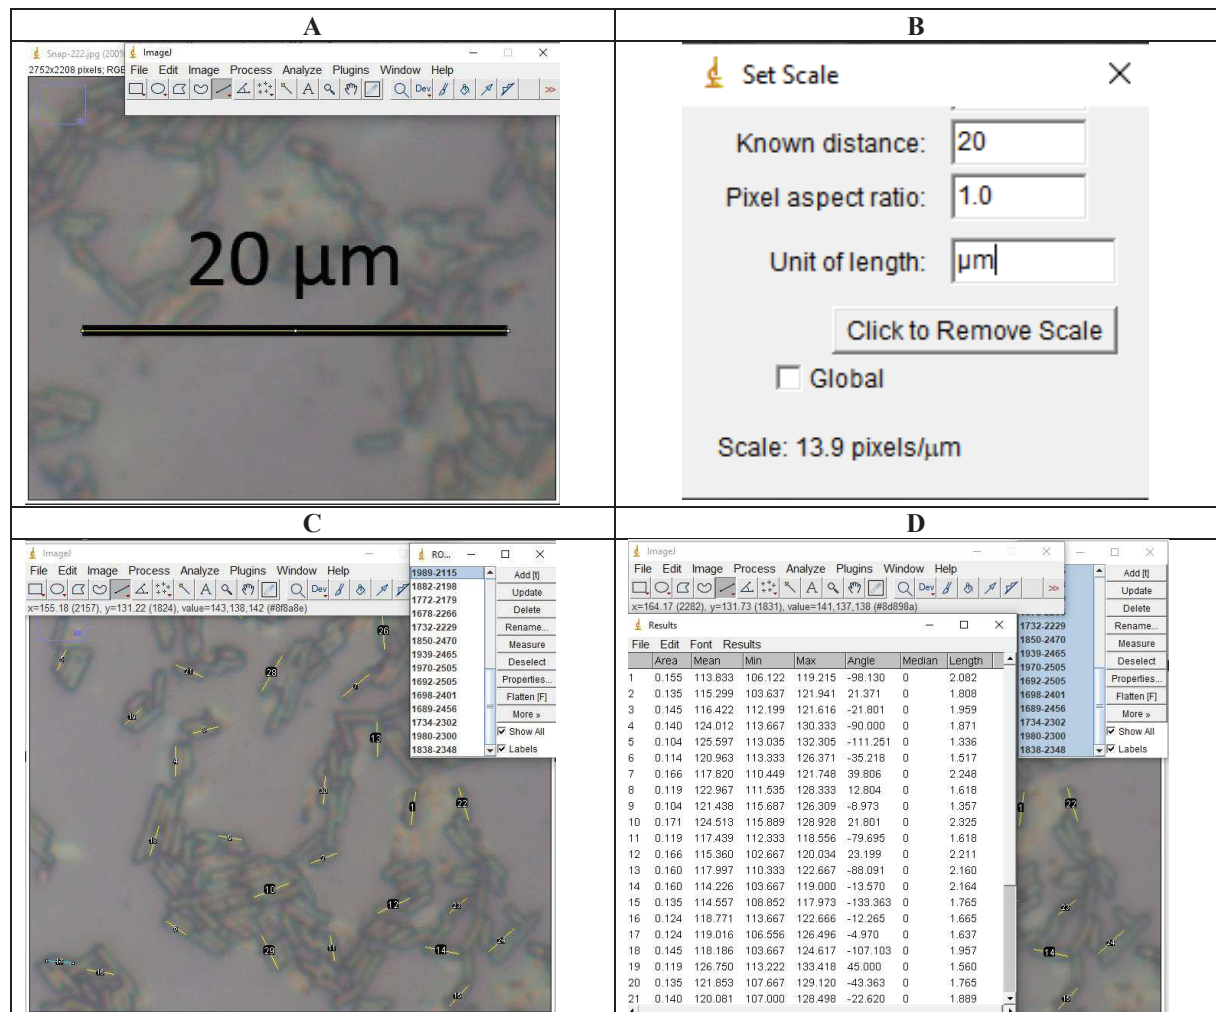 A
B
Snap-222.jpg (200%
ImageJ
2752x2208 pixels; RGB
File Edit Image Process Analyze Plugins Window Help
A Dev >>
20 µm
Set Scale
Known distance: 20
Pixel aspect ratio: 1.0
Unit of length: µm
Click to Remove Scale
Global
Scale: 13.9 pixels/µm
C
D
ImageJ
File Edit Image Process Analyze Plugins Window Help
A Dev >>
x=155.18 (2157), y=131.22 (1824), value=143,138,142 (#8f8a8e)
RO...
1989-2115
1882-2198
1772-2179
1678-2266
1732-2229
1850-2470
1939-2465
1970-2505
1692-2505
1698-2401
1689-2456
1734-2302
1980-2300
1838-2348
Add [t]
Update
Delete
Rename...
Measure
Deselect
Properties...
Flatten [F]
More »
Show All
Labels
26
28
13
1
22
10
12
29
14
ImageJ
File Edit Image Process Analyze Plugins Window Help
A Dev >>
x=164.17 (2282), y=131.73 (1831), value=141,137,138 (#8d898a)
Results
File Edit Font Results
Area Mean Min Max Angle Median Length
1 0.155 113.833 106.122 119.215 -98.130 0 2.082
2 0.135 115.299 103.637 121.941 21.371 0 1.808
3 0.145 116.422 112.199 121.616 -21.801 0 1.959
4 0.140 124.012 113.667 130.333 -90.000 0 1.871
5 0.104 125.597 113.035 132.305 -111.251 0 1.336
6 0.114 120.963 113.333 126.371 -35.218 0 1.517
7 0.166 117.820 110.449 121.748 39.806 0 2.248
8 0.119 122.967 111.535 128.333 12.804 0 1.618
9 0.104 121.438 115.687 126.309 -8.973 0 1.357
10 0.171 124.513 115.889 128.928 21.801 0 2.325
11 0.119 117.439 112.333 118.556 -79.695 0 1.618
12 0.166 115.360 102.667 120.034 23.199 0 2.211
13 0.160 117.997 110.333 122.667 -88.091 0 2.160
14 0.160 114.226 103.667 119.000 -13.570 0 2.164
15 0.135 114.557 108.852 117.973 -133.363 0 1.765
16 0.124 118.771 113.667 122.666 -12.265 0 1.665
17 0.124 119.016 106.556 126.496 -4.970 0 1.637
18 0.145 118.186 103.667 124.617 -107.103 0 1.957
19 0.119 126.750 113.222 133.418 45.000 0 1.560
20 0.135 121.853 107.667 129.120 -43.363 0 1.765
21 0.140 120.081 107.000 128.498 -22.620 0 1.889
1732-2229
1850-2470
1939-2465
1970-2505
1692-2505
1698-2401
1689-2456
1734-2302
1980-2300
1838-2348
Add [t]
Update
Delete
Rename...
Measure
Deselect
Properties...
Flatten [F]
More »
Show All
Labels
1
22
23
24
14